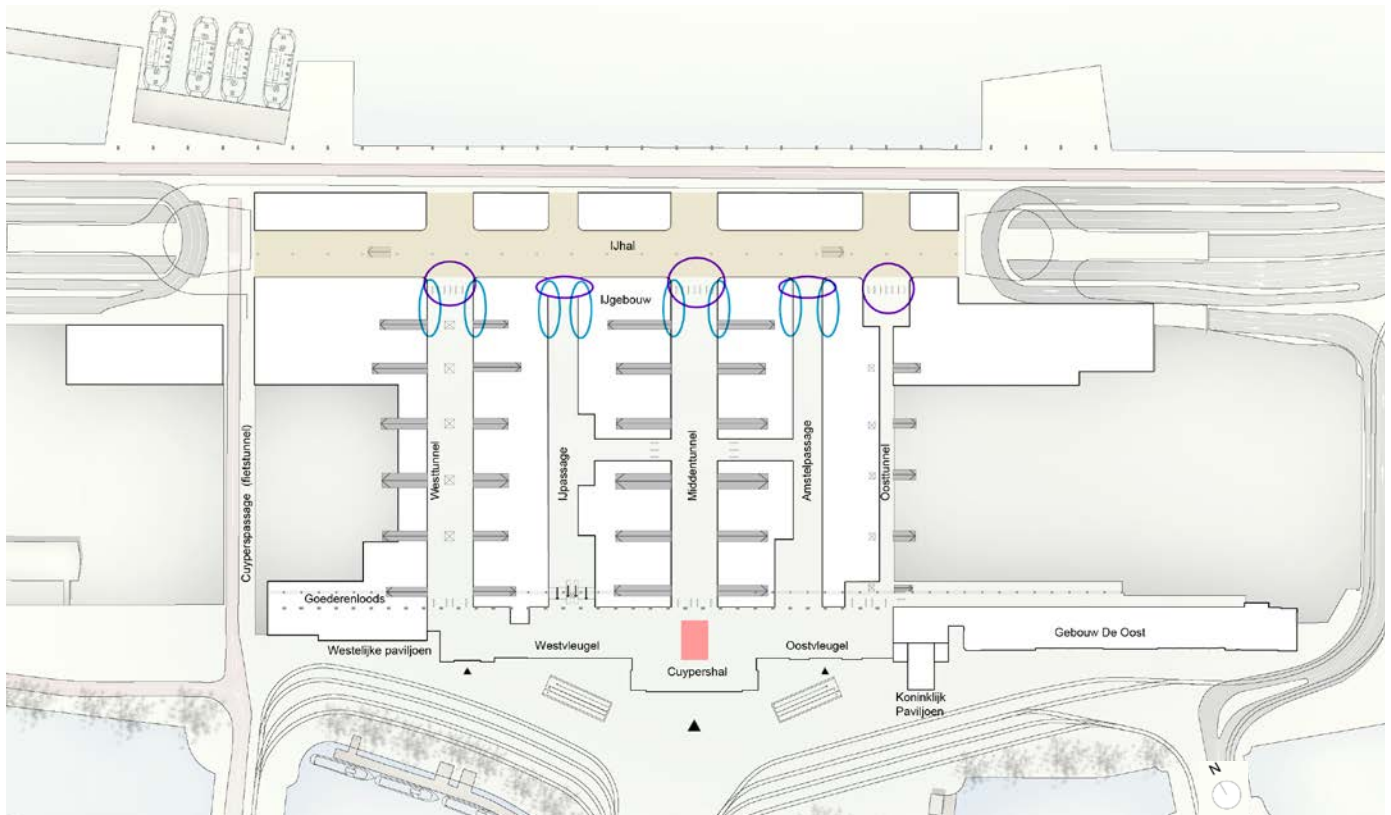 IJhal
IJgebouw
Cuyperspassage (fietstunnel)
Westtunnel
IJpassage
Middentunnel
Amstelpassage
Oosttunnel
Goederenloods
Westelijke paviljoen
Westvleugel
Cuypershal
Oostvleugel
Koninklijk
Paviljoen
Gebouw De Oost
N